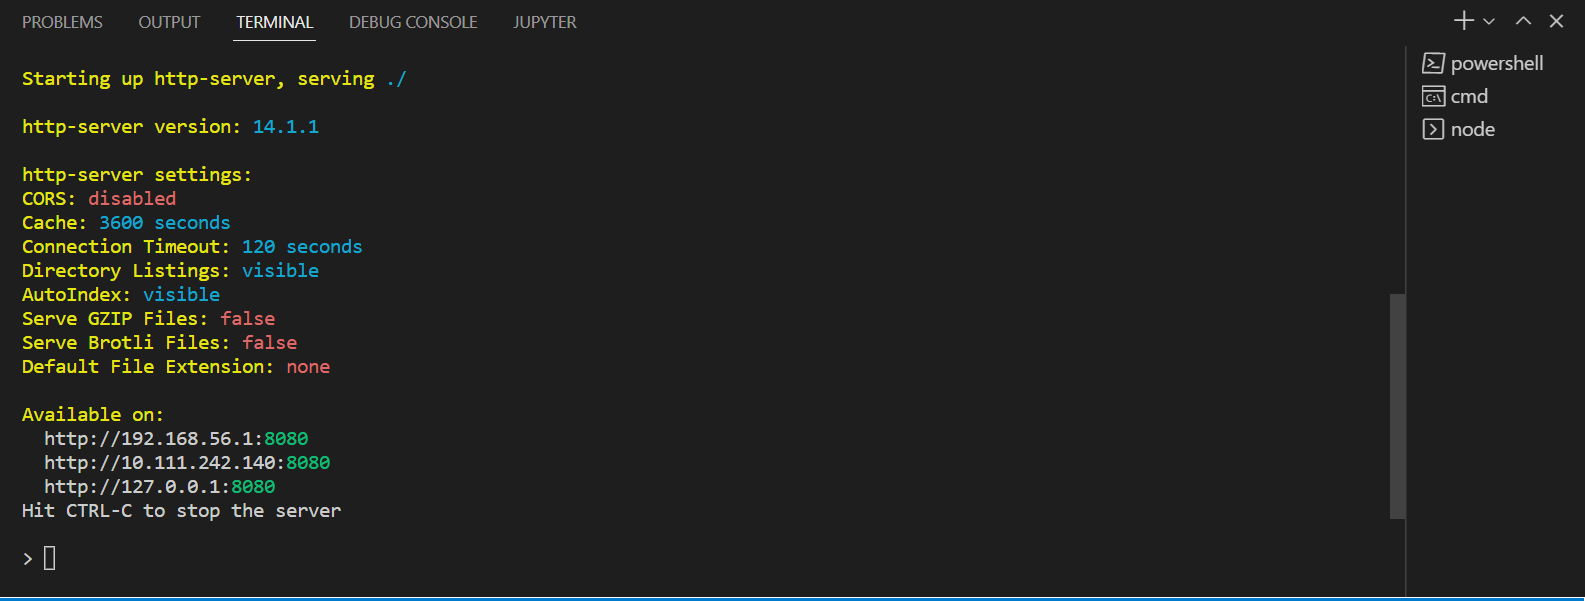 PROBLEMS OUTPUT TERMINAL DEBUG CONSOLE JUPYTER
Starting up http-server, serving ./
http-server version: 14.1.1
http-server settings:
CORS: disabled
Cache: 3600 seconds
Connection Timeout: 120 seconds
Directory Listings: visible
AutoIndex: visible
Serve GZIP Files: false
Serve Brotli Files: false
Default File Extension: none
Available on:
http://192.168.56.1:8080
http://10.111.242.140:8080
http://127.0.0.1:8080
Hit CTRL-C to stop the server
>
powershell
cmd
node